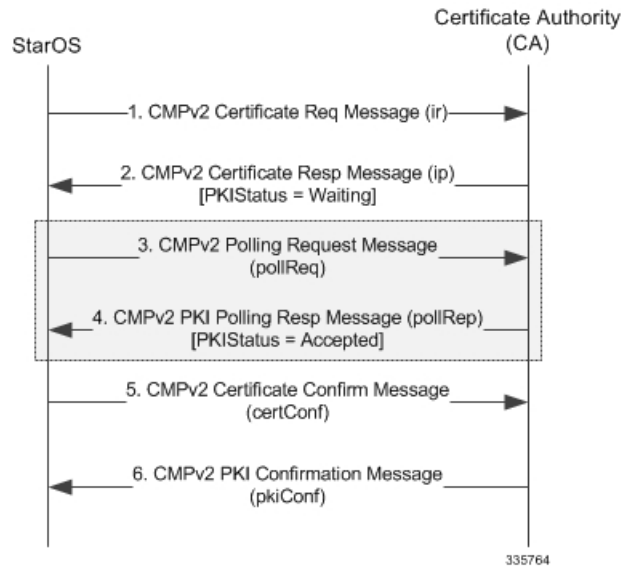 Certificate Authority
(CA)
StarOS
1. CMPv2 Certificate Req Message (ir)
2. CMPv2 Certificate Resp Message (ip)
[PKIStatus = Waiting]
3. CMPv2 Polling Request Message
(pollReq)
4. CMPv2 PKI Polling Resp Message (pollRep)
[PKIStatus = Accepted]
5. CMPv2 Certificate Confirm Message
(certConf)
6. CMPv2 PKI Confirmation Message
(pkiConf)
335764